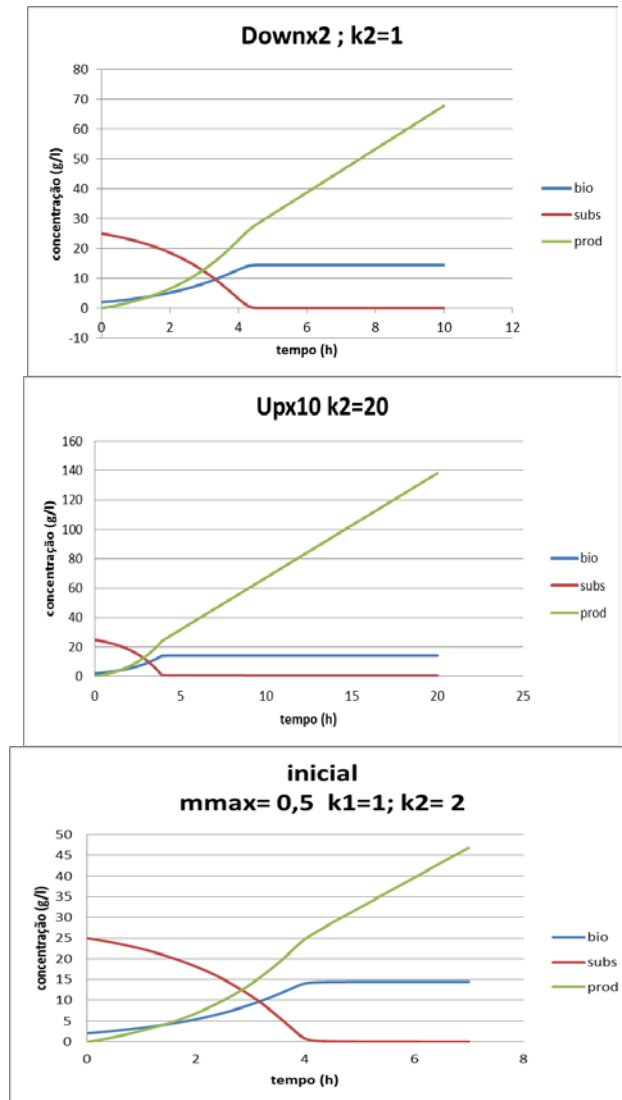 Downx2 ; k2=1
80
70
60
50
40
30
20
10
0
-10
concentração (g/l)
0 2 4 6 8 10 12
tempo (h)
bio
subs
prod
Upx10 k2=20
160
140
120
100
80
60
40
20
0
concentração (g/l)
0 5 10 15 20 25
tempo (h)
bio
subs
prod
inicial
mmax= 0,5 k1=1; k2= 2
50
45
40
35
30
25
20
15
10
5
0
concentração (g/l)
0 2 4 6 8
tempo (h)
bio
subs
prod